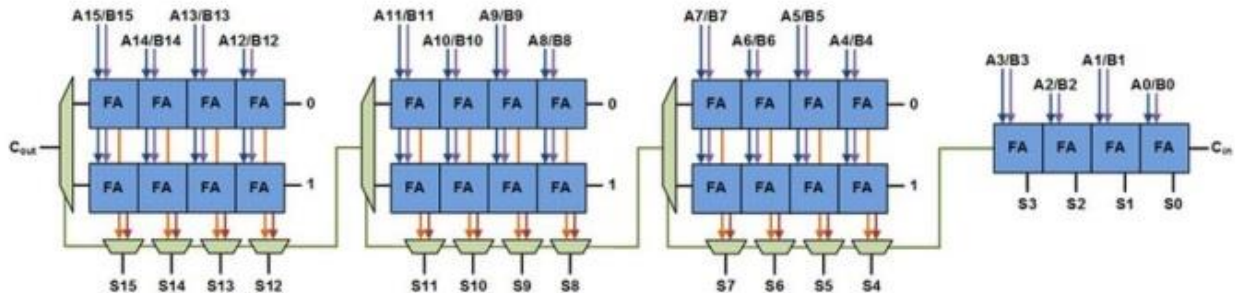 A15/B15 A13/B13 A11/B11 A9/B9 A7/B7 A5/B5
A14/B14 A12/B12 A10/B10 A8/B8 A6/B6 A4/B4
A3/B3 A1/B1
A2/B2 A0/B0
FA FA FA FA 0 FA FA FA FA 0 FA FA FA FA 0
Cout FA FA FA FA Cin
FA FA FA FA 1 FA FA FA FA 1 FA FA FA FA 1
S3 S2 S1 S0
S15 S14 S13 S12 S11 S10 S9 S8 S7 S6 S5 S4